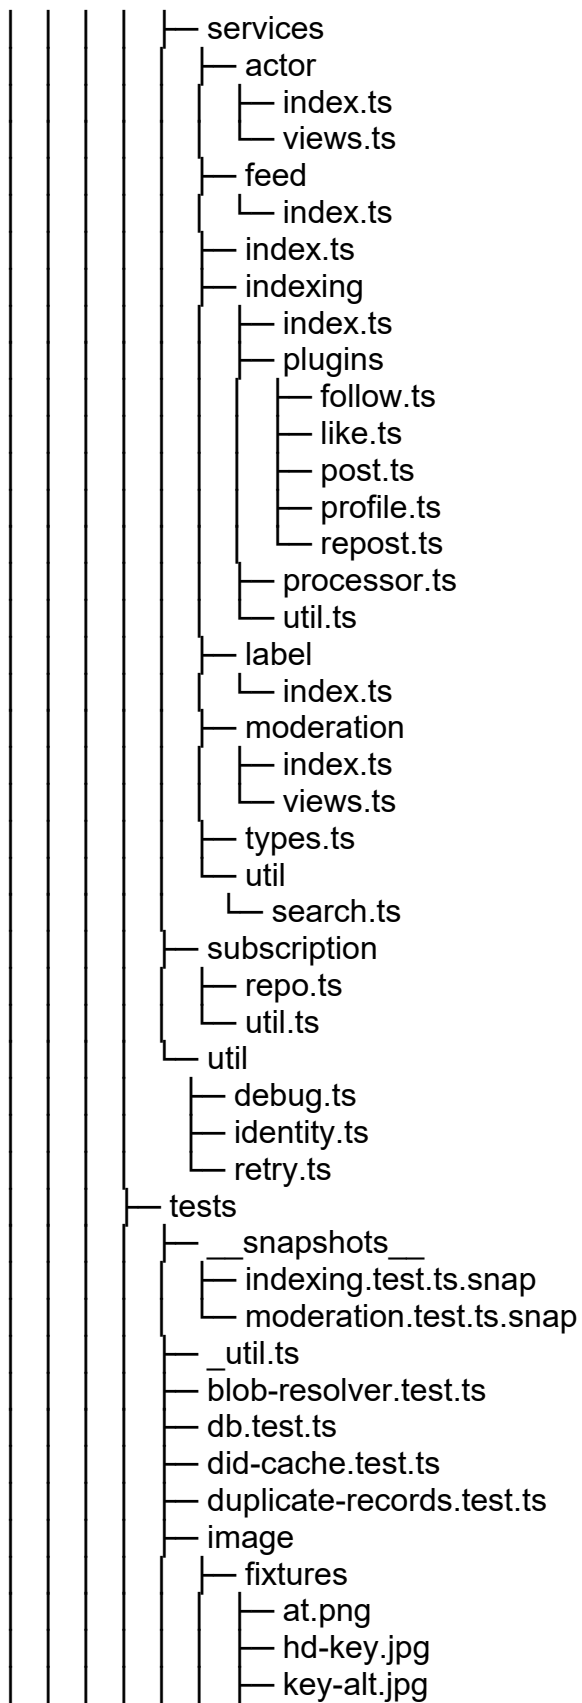 services
actor
index.ts
views.ts
feed
index.ts
index.ts
indexing
index.ts
plugins
follow.ts
like.ts
post.ts
profile.ts
repost.ts
processor.ts
util.ts
label
index.ts
moderation
index.ts
views.ts
types.ts
util
search.ts
subscription
repo.ts
util.ts
util
debug.ts
identity.ts
retry.ts
tests
__snapshots__
indexing.test.ts.snap
moderation.test.ts.snap
_util.ts
blob-resolver.test.ts
db.test.ts
did-cache.test.ts
duplicate-records.test.ts
image
fixtures
at.png
hd-key.jpg
key-alt.jpg